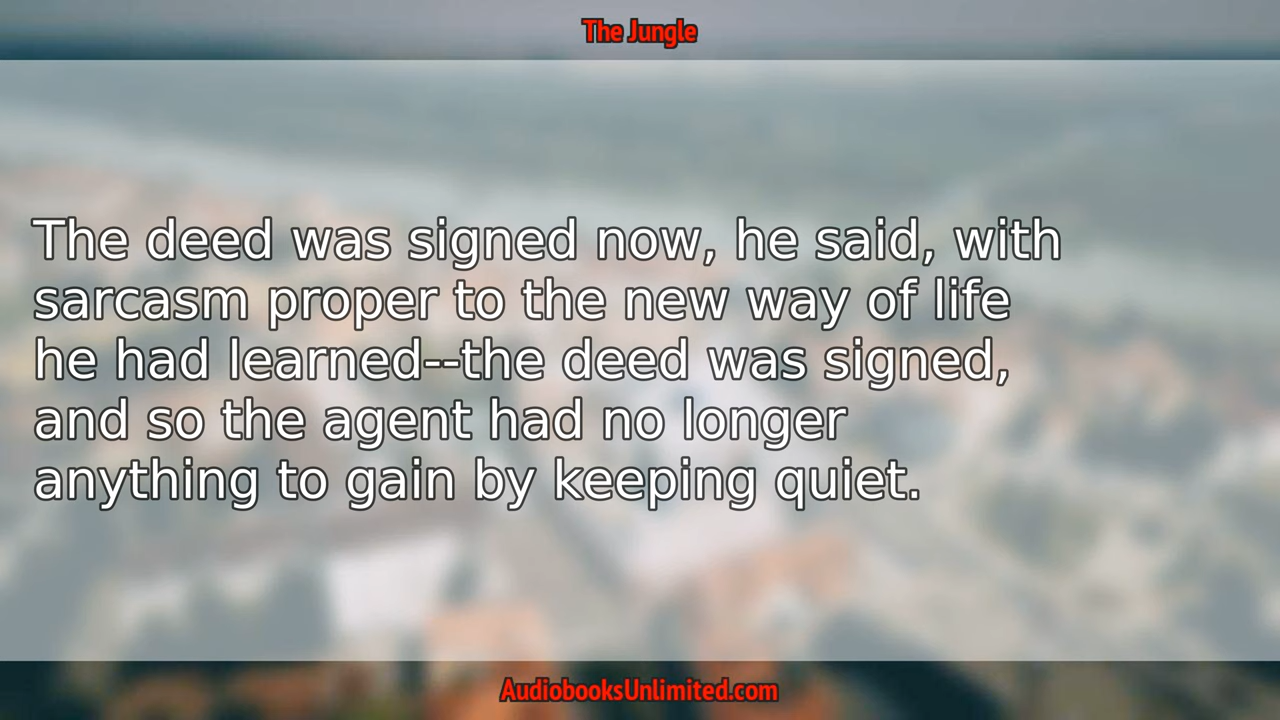 The Jungle
The deed was signed now, he said, with
sarcasm proper to the new way of life
he had learned--the deed was signed,
and so the agent had no longer
anything to gain by keeping quiet.
AudiobooksUnlimited.com